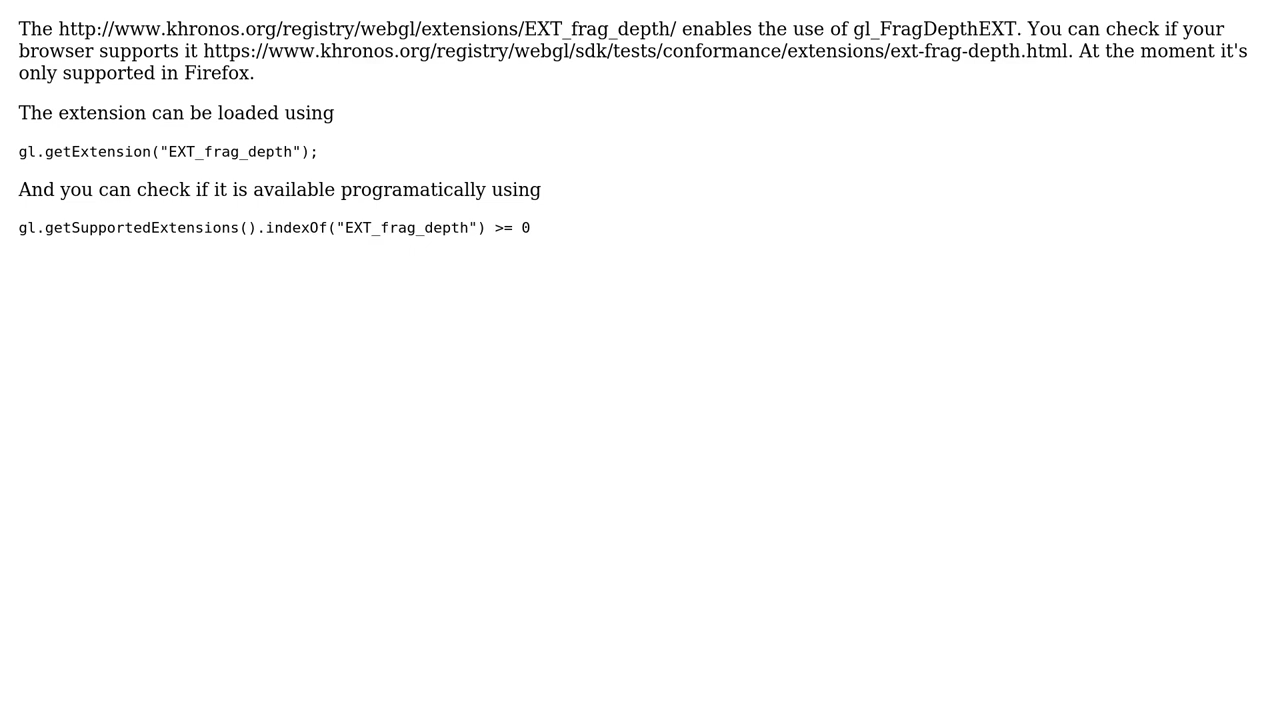 The http://www.khronos.org/registry/webgl/extensions/EXT_frag_depth/ enables the use of gl_FragDepthEXT. You can check if your
browser supports it https://www.khronos.org/registry/webgl/sdk/tests/conformance/extensions/ext-frag-depth.html. At the moment it's
only supported in Firefox.
The extension can be loaded using
gl.getExtension("EXT_frag_depth");
And you can check if it is available programatically using
gl.getSupportedExtensions().indexOf("EXT_frag_depth") >= 0